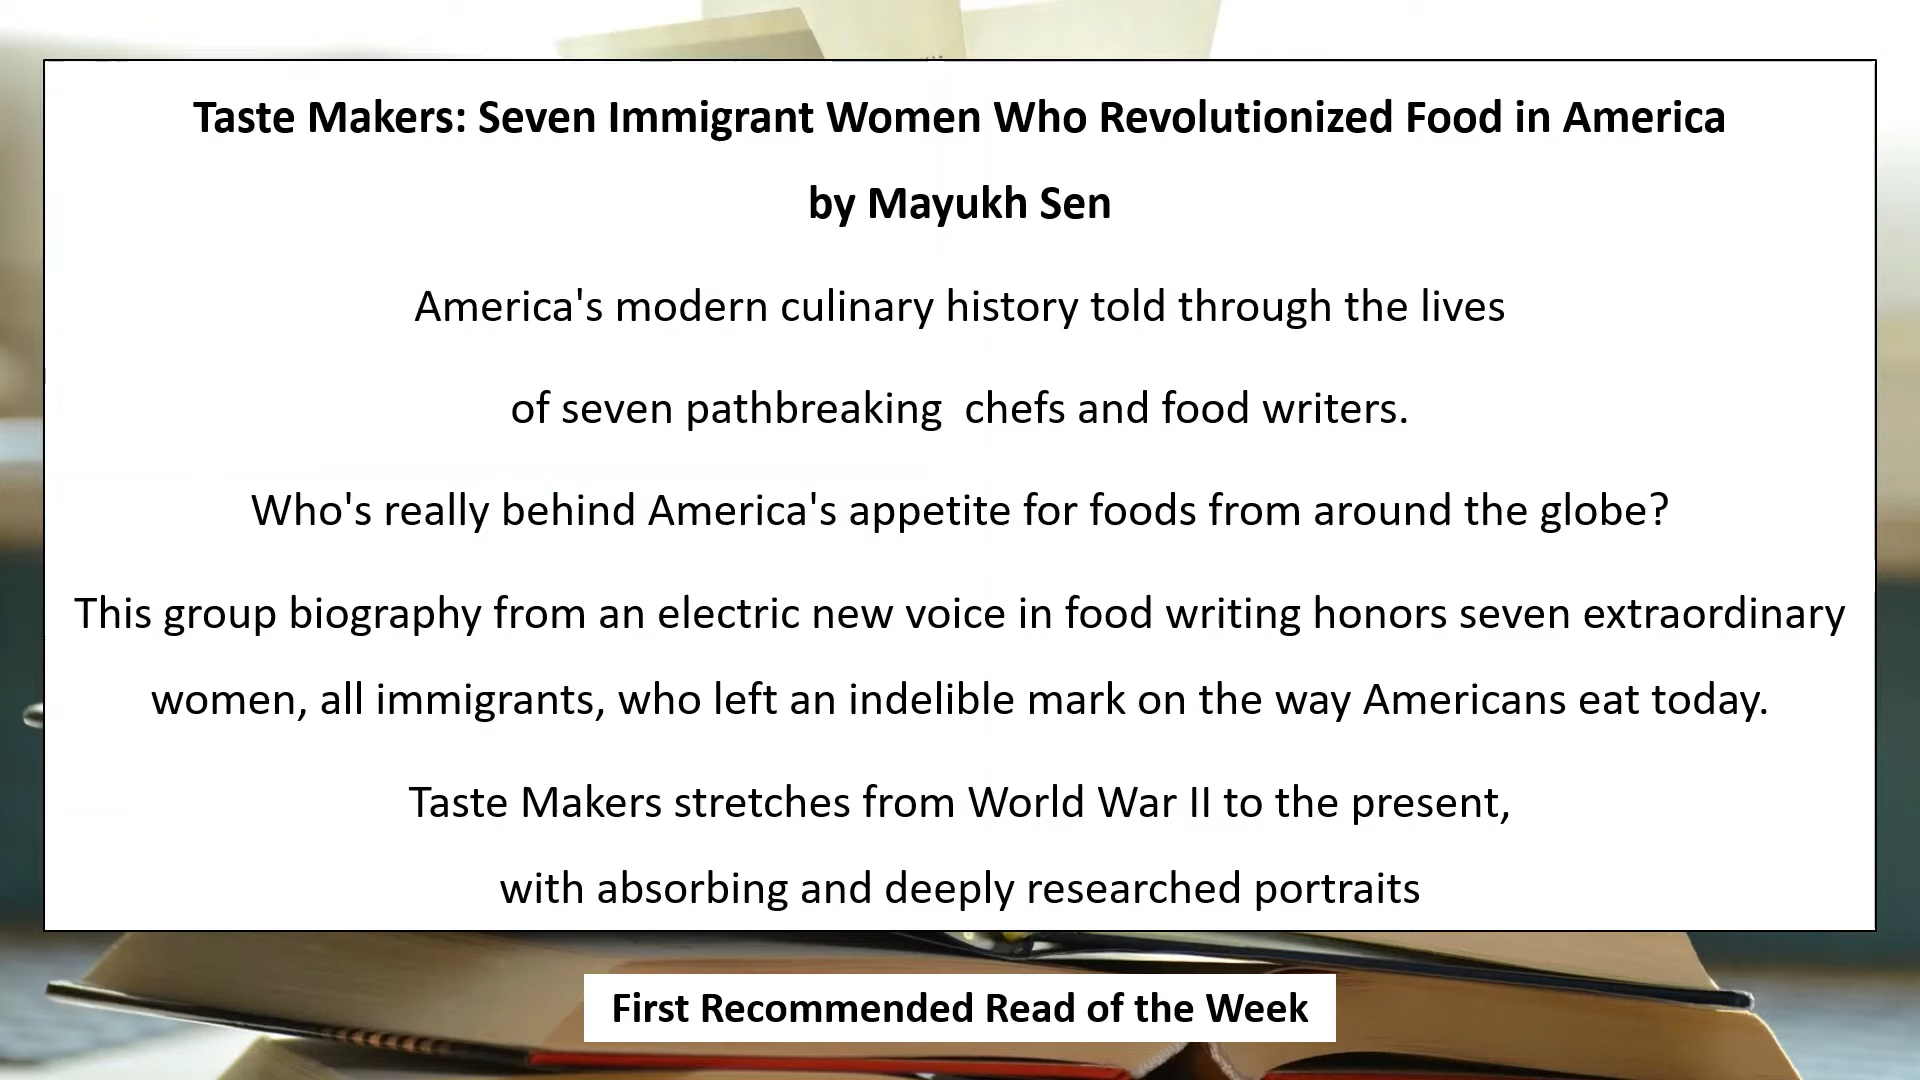 Taste Makers: Seven Immigrant Women Who Revolutionized Food in America
by Mayukh Sen
America's modern culinary history told through the lives
of seven pathbreaking  chefs and food writers.
Who's really behind America's appetite for foods from around the globe?
This group biography from an electric new voice in food writing honors seven extraordinary
women, all immigrants, who left an indelible mark on the way Americans eat today.
Taste Makers stretches from World War II to the present,
with absorbing and deeply researched portraits
First Recommended Read of the Week